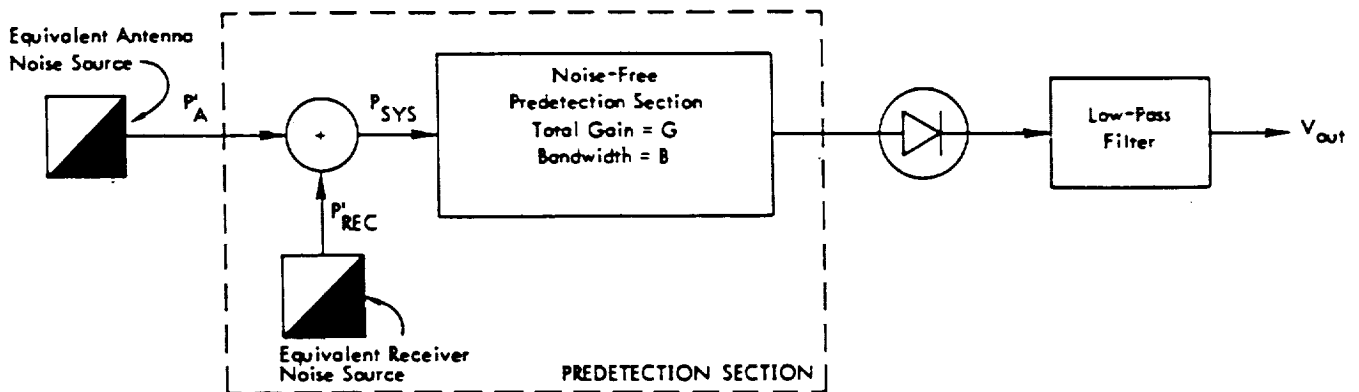 Equivalent Antenna
Noise Source
P'A
+
PSYS
Noise-Free
Predetection Section
Total Gain = G
Bandwidth = B
Low-Pass
Filter
Vout
P'REC
Equivalent Receiver
Noise Source
PREDETECTION SECTION